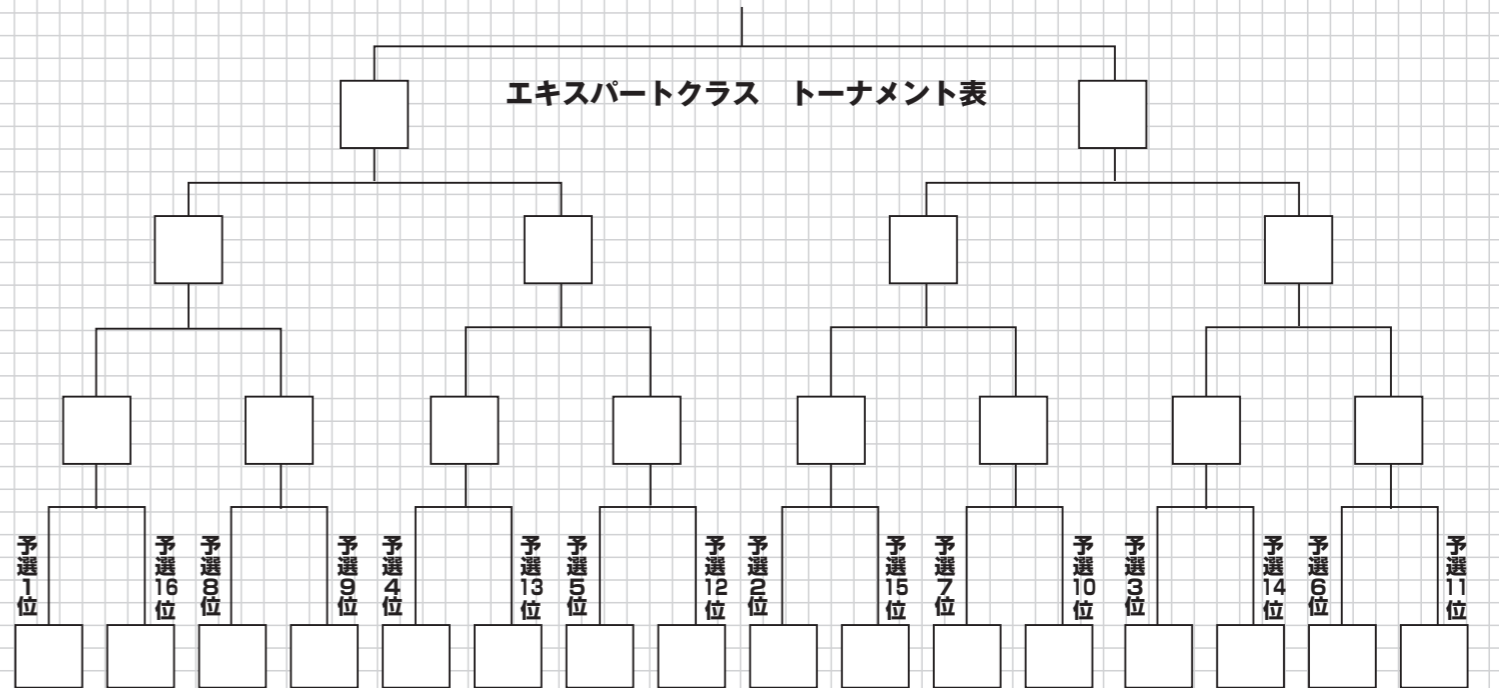 エキスパートクラス　トーナメント表
予選1位
予選16位
予選8位
予選9位
予選4位
予選13位
予選5位
予選12位
予選2位
予選15位
予選7位
予選10位
予選3位
予選14位
予選6位
予選11位